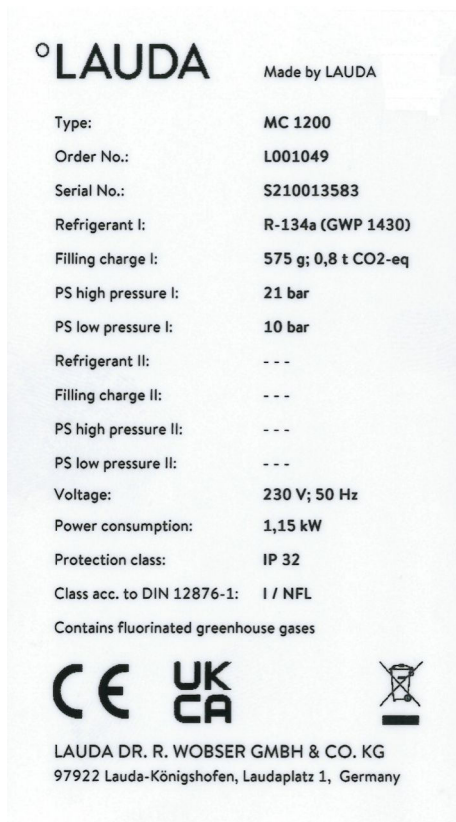 °LAUDA Made by LAUDA
Type: MC 1200
Order No.: L001049
Serial No.: S210013583
Refrigerant I: R-134a (GWP 1430)
Filling charge I: 575 g; 0,8 t CO2-eq
PS high pressure I: 21 bar
PS low pressure I: 10 bar
Refrigerant II: - - -
Filling charge II: - - -
PS high pressure II: - - -
PS low pressure II: - - -
Voltage: 230 V; 50 Hz
Power consumption: 1,15 kW
Protection class: IP 32
Class acc. to DIN 12876-1: I / NFL
Contains fluorinated greenhouse gases
CE UK
CA
LAUDA DR. R. WOBSER GMBH & CO. KG
97922 Lauda-Königshofen, Laudaplatz 1, Germany